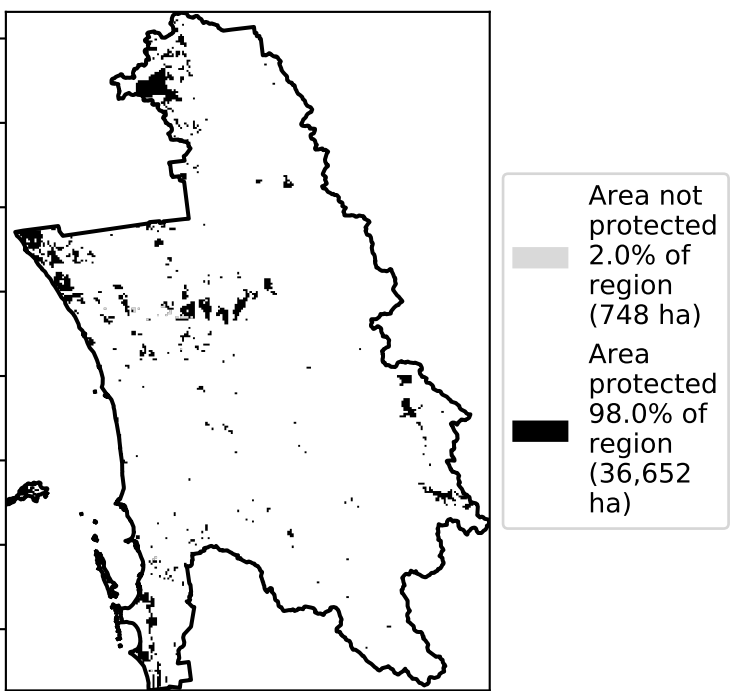 Area not
protected
2.0% of
region
(748 ha)
Area
protected
98.0% of
region
(36,652
ha)